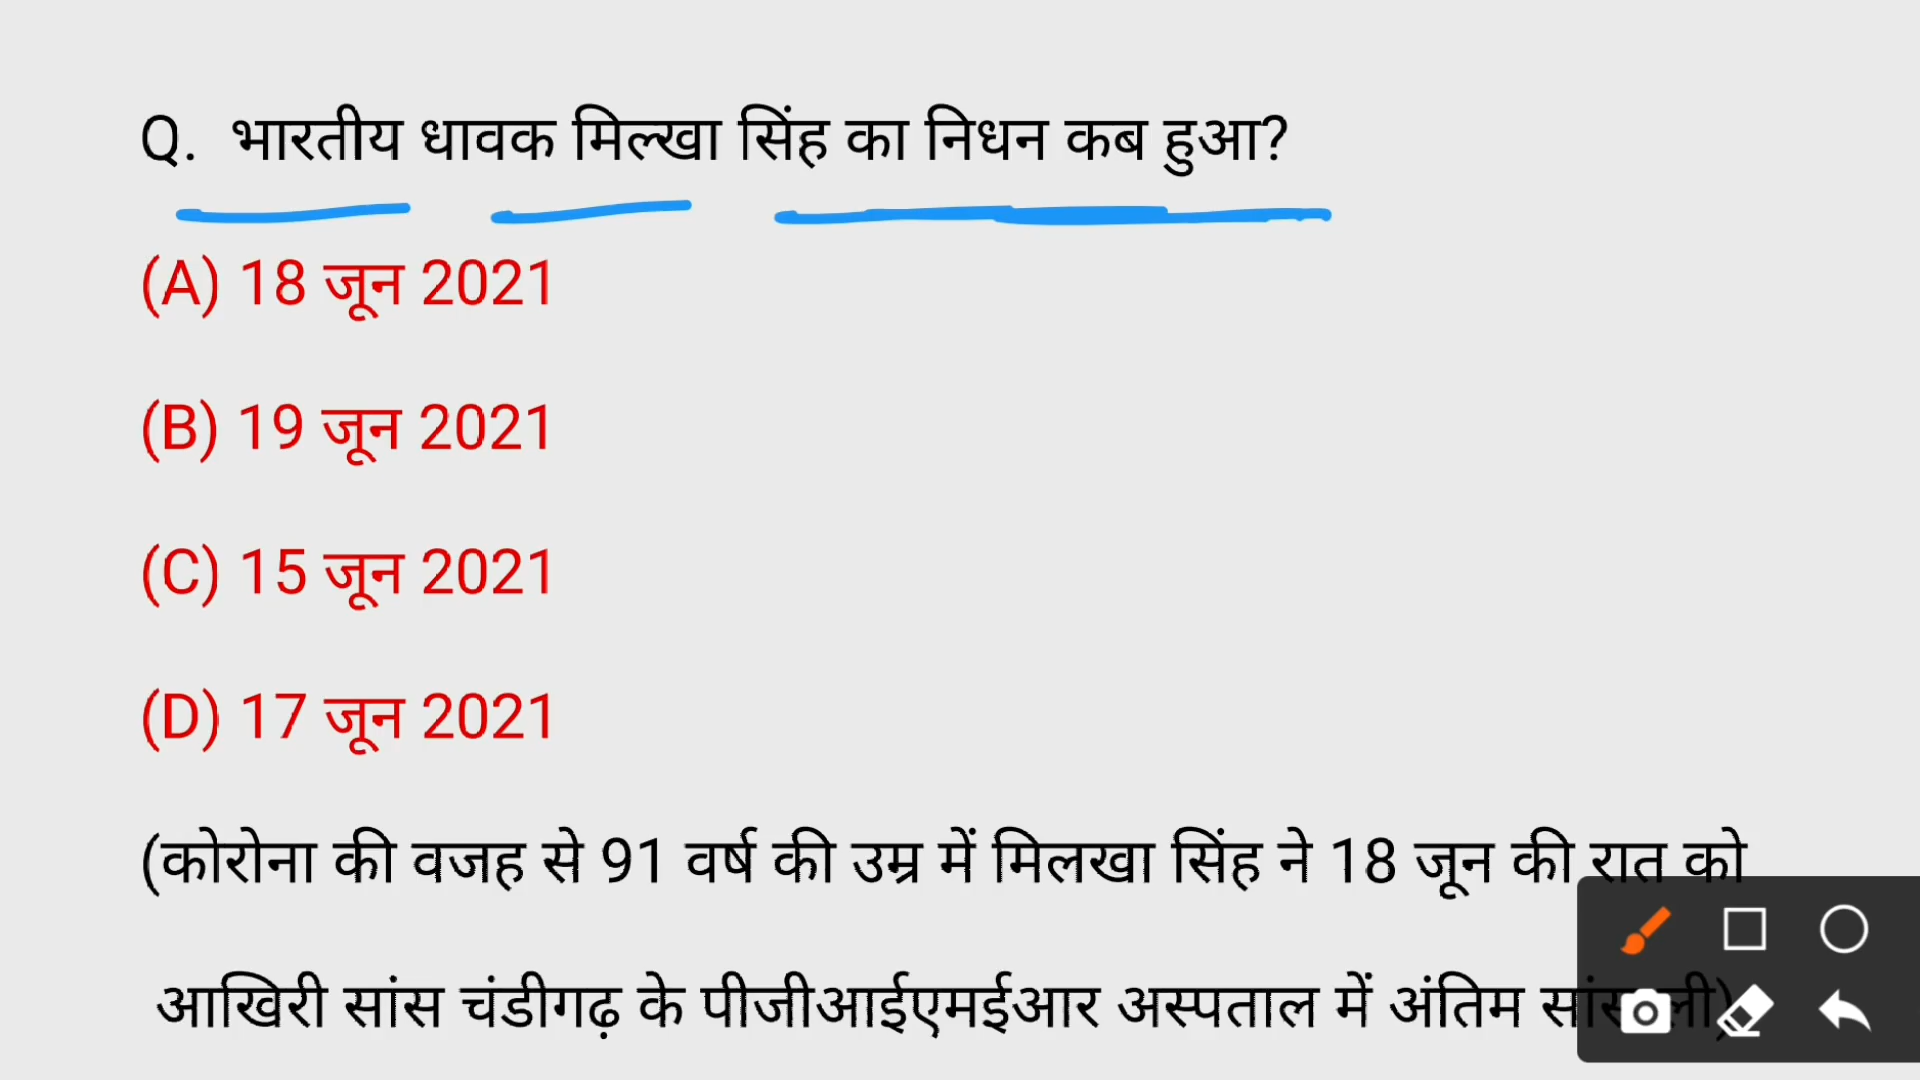 Q. भारतीय धावक मिल्खा सिंह का निधन कब हुआ?
(A) 18 जून 2021
(B) 19 जून 2021
(C) 15 जून 2021
(D) 17 जून 2021
(कोरोना की वजह से 91 वर्ष की उम्र में मिलखा सिंह ने 18 जून की रात को
आखिरी सांस चंडीगढ़ के पीजीआईएमईआर अस्पताल में अंतिम सांस ली)